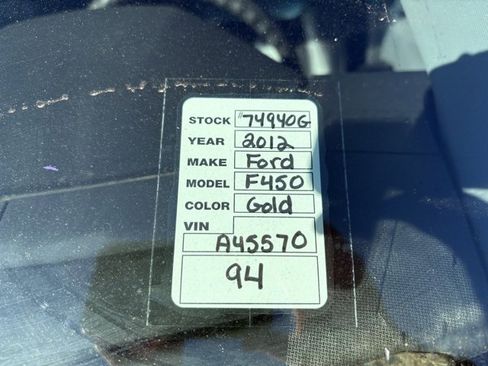 STOCK #74940G
YEAR 2012
MAKE Ford
MODEL F450
COLOR Gold
VIN
A45570
94